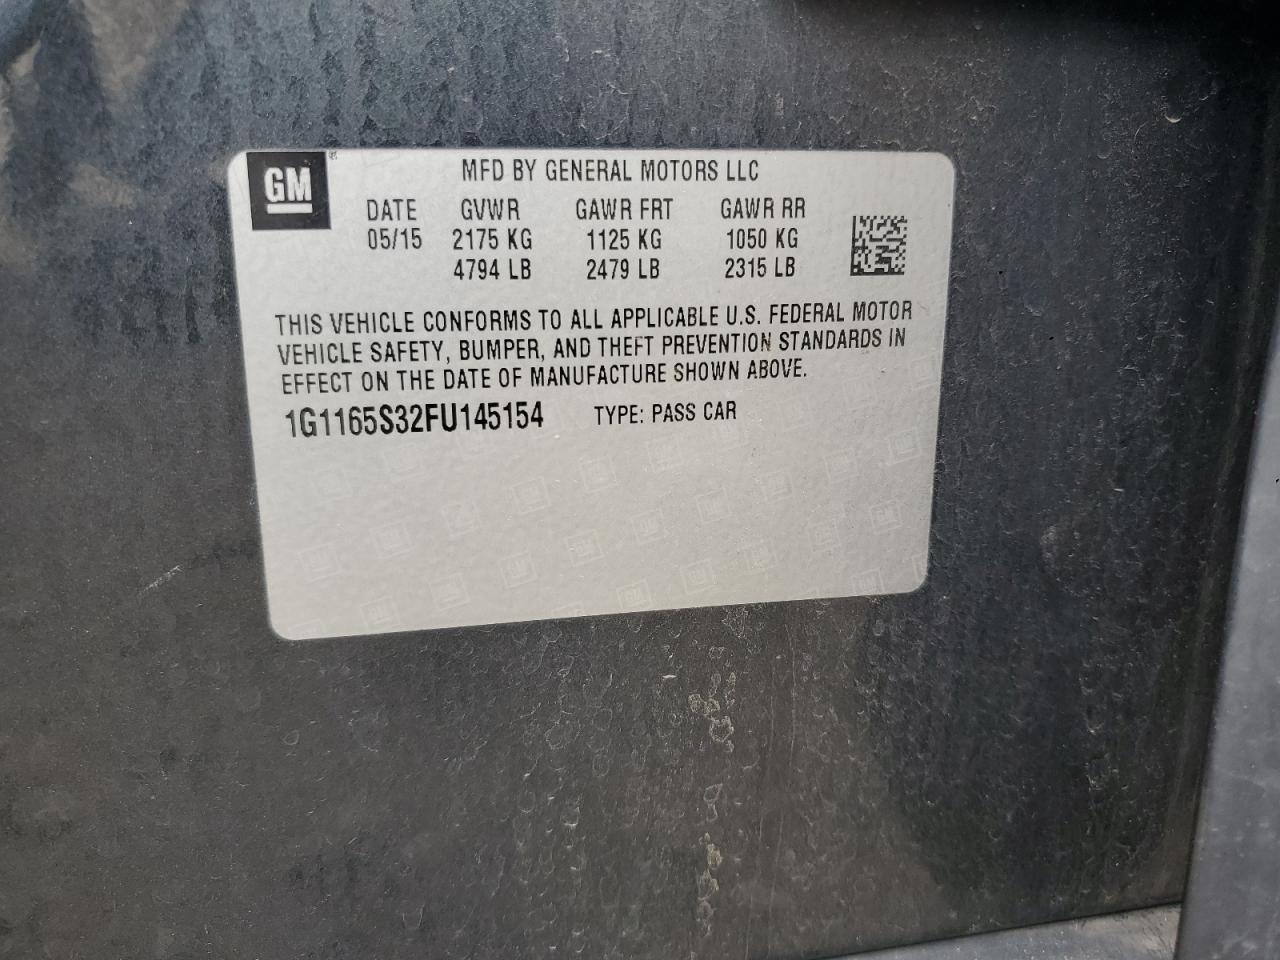 GM
MFD BY GENERAL MOTORS LLC
DATE GVWR GAWR FRT GAWR RR
05/15 2175 KG 1125 KG 1050 KG
4794 LB 2479 LB 2315 LB
THIS VEHICLE CONFORMS TO ALL APPLICABLE U.S. FEDERAL MOTOR
VEHICLE SAFETY, BUMPER, AND THEFT PREVENTION STANDARDS IN
EFFECT ON THE DATE OF MANUFACTURE SHOWN ABOVE.
1G1165S32FU145154 TYPE: PASS CAR